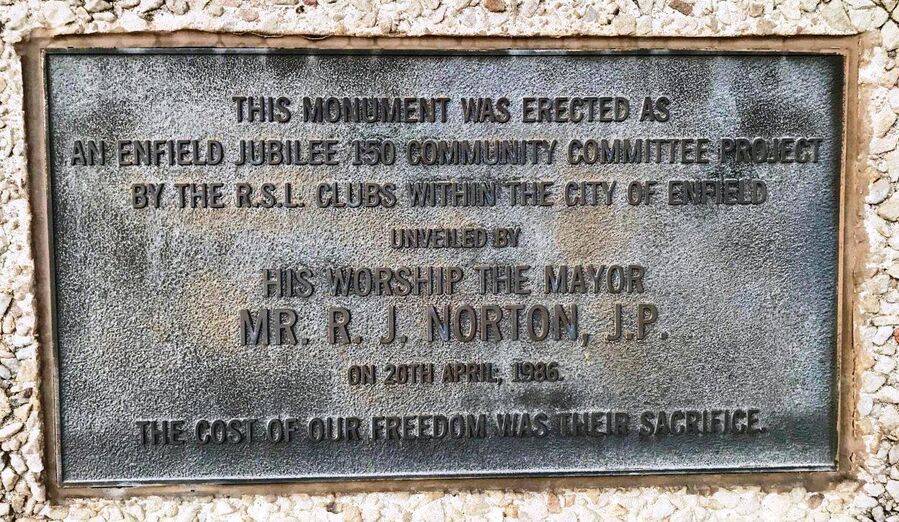 THIS MONUMENT WAS ERECTED AS
AN ENFIELD JUBILEE 150 COMMUNITY COMMITTEE PROJECT
BY THE R.S.L. CLUBS WITHIN THE CITY OF ENFIELD
UNVEILED BY
HIS WORSHIP THE MAYOR
MR. R. J. NORTON, J.P.
ON 20TH APRIL, 1986.
THE COST OF OUR FREEDOM WAS THEIR SACRIFICE.